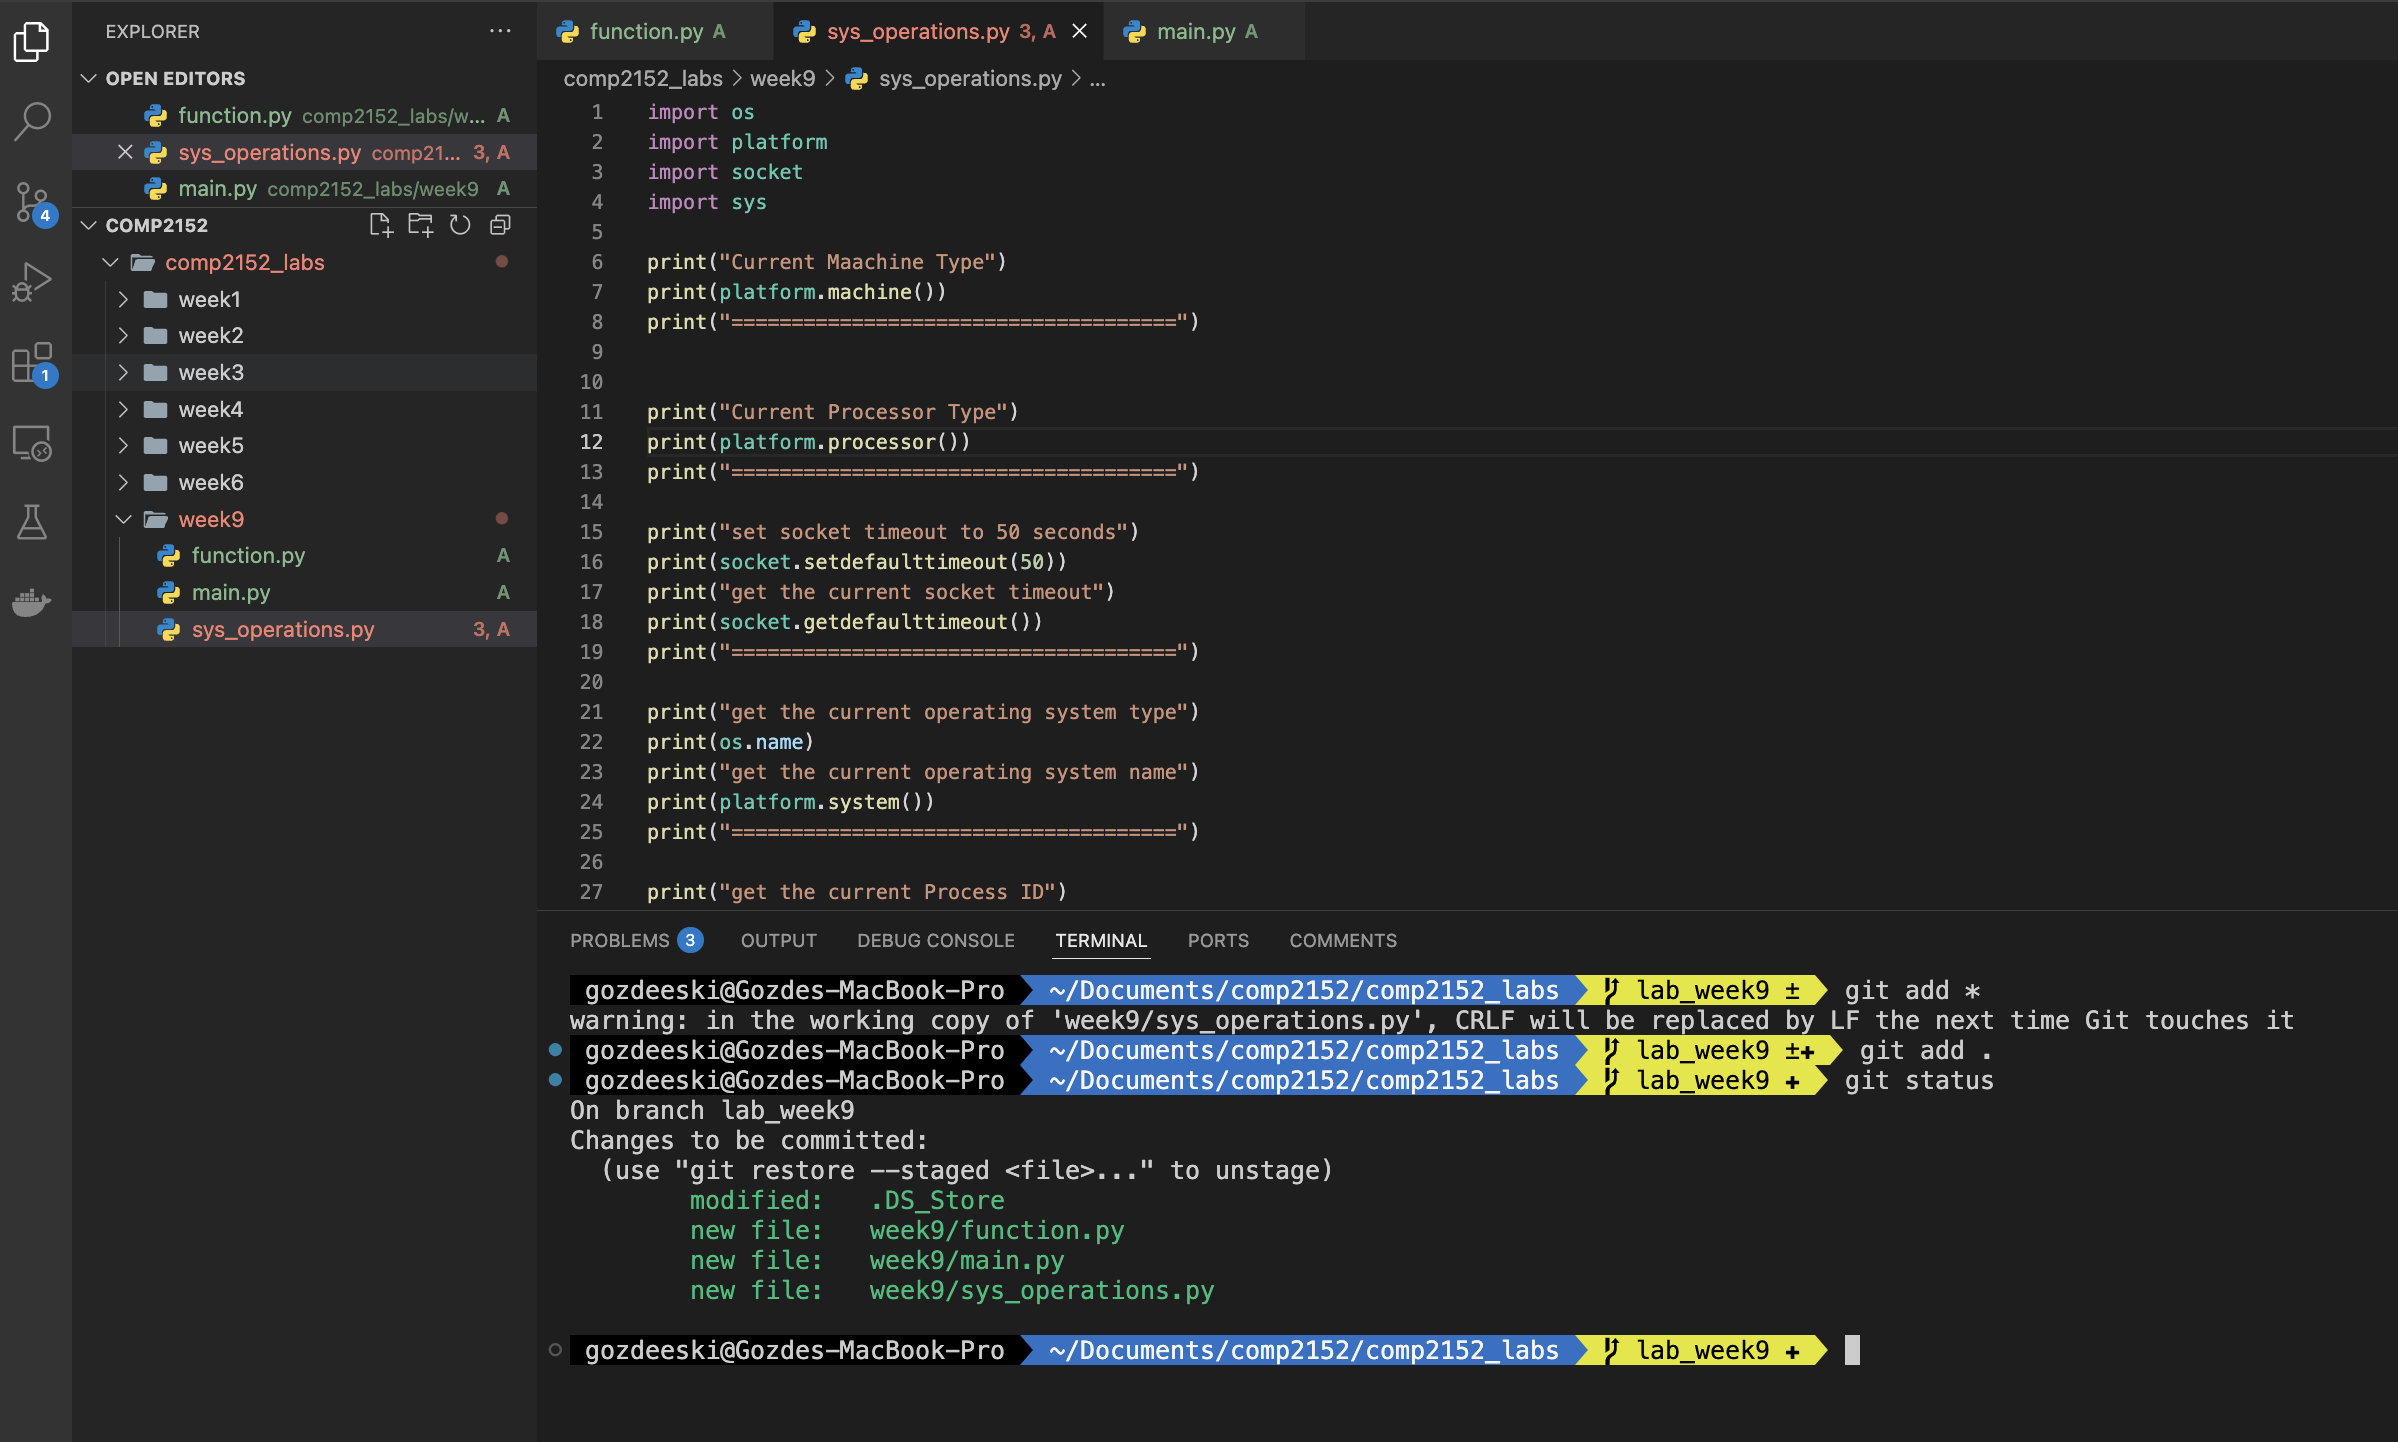 EXPLORER
OPEN EDITORS
function.py comp2152_labs/w... A
sys_operations.py comp21... 3, A
main.py comp2152_labs/week9 A
COMP2152
comp2152_labs
week1
week2
week3
week4
week5
week6
week9
function.py A
main.py A
sys_operations.py 3, A
4
1
function.py A
sys_operations.py 3, A
main.py A
comp2152_labs > week9 > sys_operations.py > ...
1 import os
2 import platform
3 import socket
4 import sys
5
6 print("Current Maachine Type")
7 print(platform.machine())
8 print("=====================================")
9
10
11 print("Current Processor Type")
12 print(platform.processor())
13 print("=====================================")
14
15 print("set socket timeout to 50 seconds")
16 print(socket.setdefaulttimeout(50))
17 print("get the current socket timeout")
18 print(socket.getdefaulttimeout())
19 print("=====================================")
20
21 print("get the current operating system type")
22 print(os.name)
23 print("get the current operating system name")
24 print(platform.system())
25 print("=====================================")
26
27 print("get the current Process ID")
PROBLEMS 3 OUTPUT DEBUG CONSOLE TERMINAL PORTS COMMENTS
gozdeeski@Gozdes-MacBook-Pro ~/Documents/comp2152/comp2152_labs lab_week9 ± git add *
warning: in the working copy of 'week9/sys_operations.py', CRLF will be replaced by LF the next time Git touches it
gozdeeski@Gozdes-MacBook-Pro ~/Documents/comp2152/comp2152_labs lab_week9 ±+ git add .
gozdeeski@Gozdes-MacBook-Pro ~/Documents/comp2152/comp2152_labs lab_week9 + git status
On branch lab_week9
Changes to be committed:
(use "git restore --staged <file>..." to unstage)
modified: .DS_Store
new file: week9/function.py
new file: week9/main.py
new file: week9/sys_operations.py
gozdeeski@Gozdes-MacBook-Pro ~/Documents/comp2152/comp2152_labs lab_week9 +